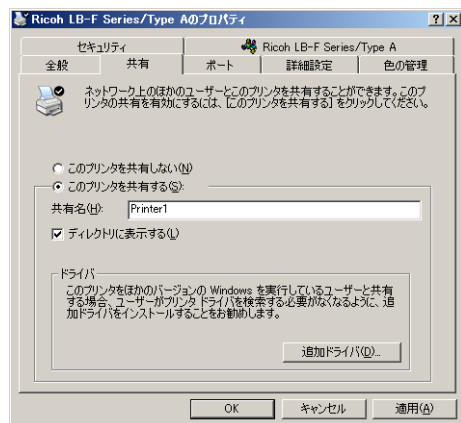 Ricoh LB-F Series/Type Aのプロパティ
セキュリティ
Ricoh LB-F Series/Type A
全般
共有
ポート
詳細設定
色の管理
ネットワーク上のほかのユーザーとこのプリンタを共有することができます。このプ
リンタの共有を有効にするには、[このプリンタを共有する] をクリックしてください。
このプリンタを共有しない(N)
このプリンタを共有する(S):
共有名(H):
Printer1
ディレクトリに表示する(L)
ドライバ
このプリンタをほかのバージョンの Windows を実行しているユーザーと共有
する場合、ユーザーがプリンタ ドライバを検索する必要がなくなるように、追
加ドライバをインストールすることをお勧めします。
追加ドライバ(D)...
OK
キャンセル
適用(A)